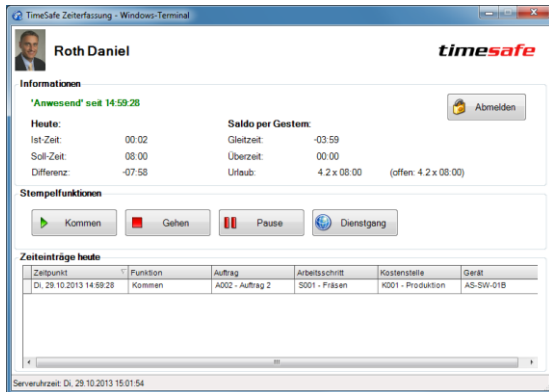 TimeSafe Zeiterfassung - Windows-Terminal
Roth Daniel
timesafe
Informationen
'Anwesend' seit 14:59:28
Abmelden
Heute: Saldo per Gestern:
Ist-Zeit: 00:02 Gleitzeit: -03:59
Soll-Zeit: 08:00 Überzeit: 00:00
Differenz: -07:58 Urlaub: 4.2 x 08:00 (offen: 4.2 x 08:00)
Stempelfunktionen
Kommen Gehen Pause Dienstgang
Zeiteinträge heute
Zeitpunkt Funktion Auftrag Arbeitsschritt Kostenstelle Gerät
Di, 29.10.2013 14:59:28 Kommen A002 - Auftrag 2 S001 - Fräsen K001 - Produktion AS-SW-01B
Serveruhrzeit: Di, 29.10.2013 15:01:54